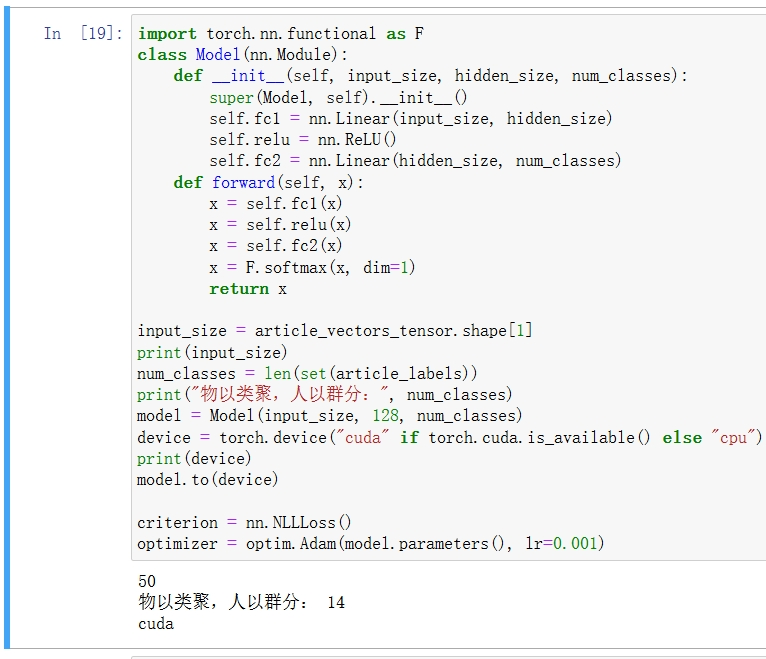 In [19]:
import torch.nn.functional as F
class Model(nn.Module):
    def __init__(self, input_size, hidden_size, num_classes):
        super(Model, self).__init__()
        self.fc1 = nn.Linear(input_size, hidden_size)
        self.relu = nn.ReLU()
        self.fc2 = nn.Linear(hidden_size, num_classes)
    def forward(self, x):
        x = self.fc1(x)
        x = self.relu(x)
        x = self.fc2(x)
        x = F.softmax(x, dim=1)
        return x

input_size = article_vectors_tensor.shape[1]
print(input_size)
num_classes = len(set(article_labels))
print("物以类聚，人以群分：", num_classes)
model = Model(input_size, 128, num_classes)
device = torch.device("cuda" if torch.cuda.is_available() else "cpu")
print(device)
model.to(device)

criterion = nn.NLLLoss()
optimizer = optim.Adam(model.parameters(), lr=0.001)
50
物以类聚，人以群分： 14
cuda